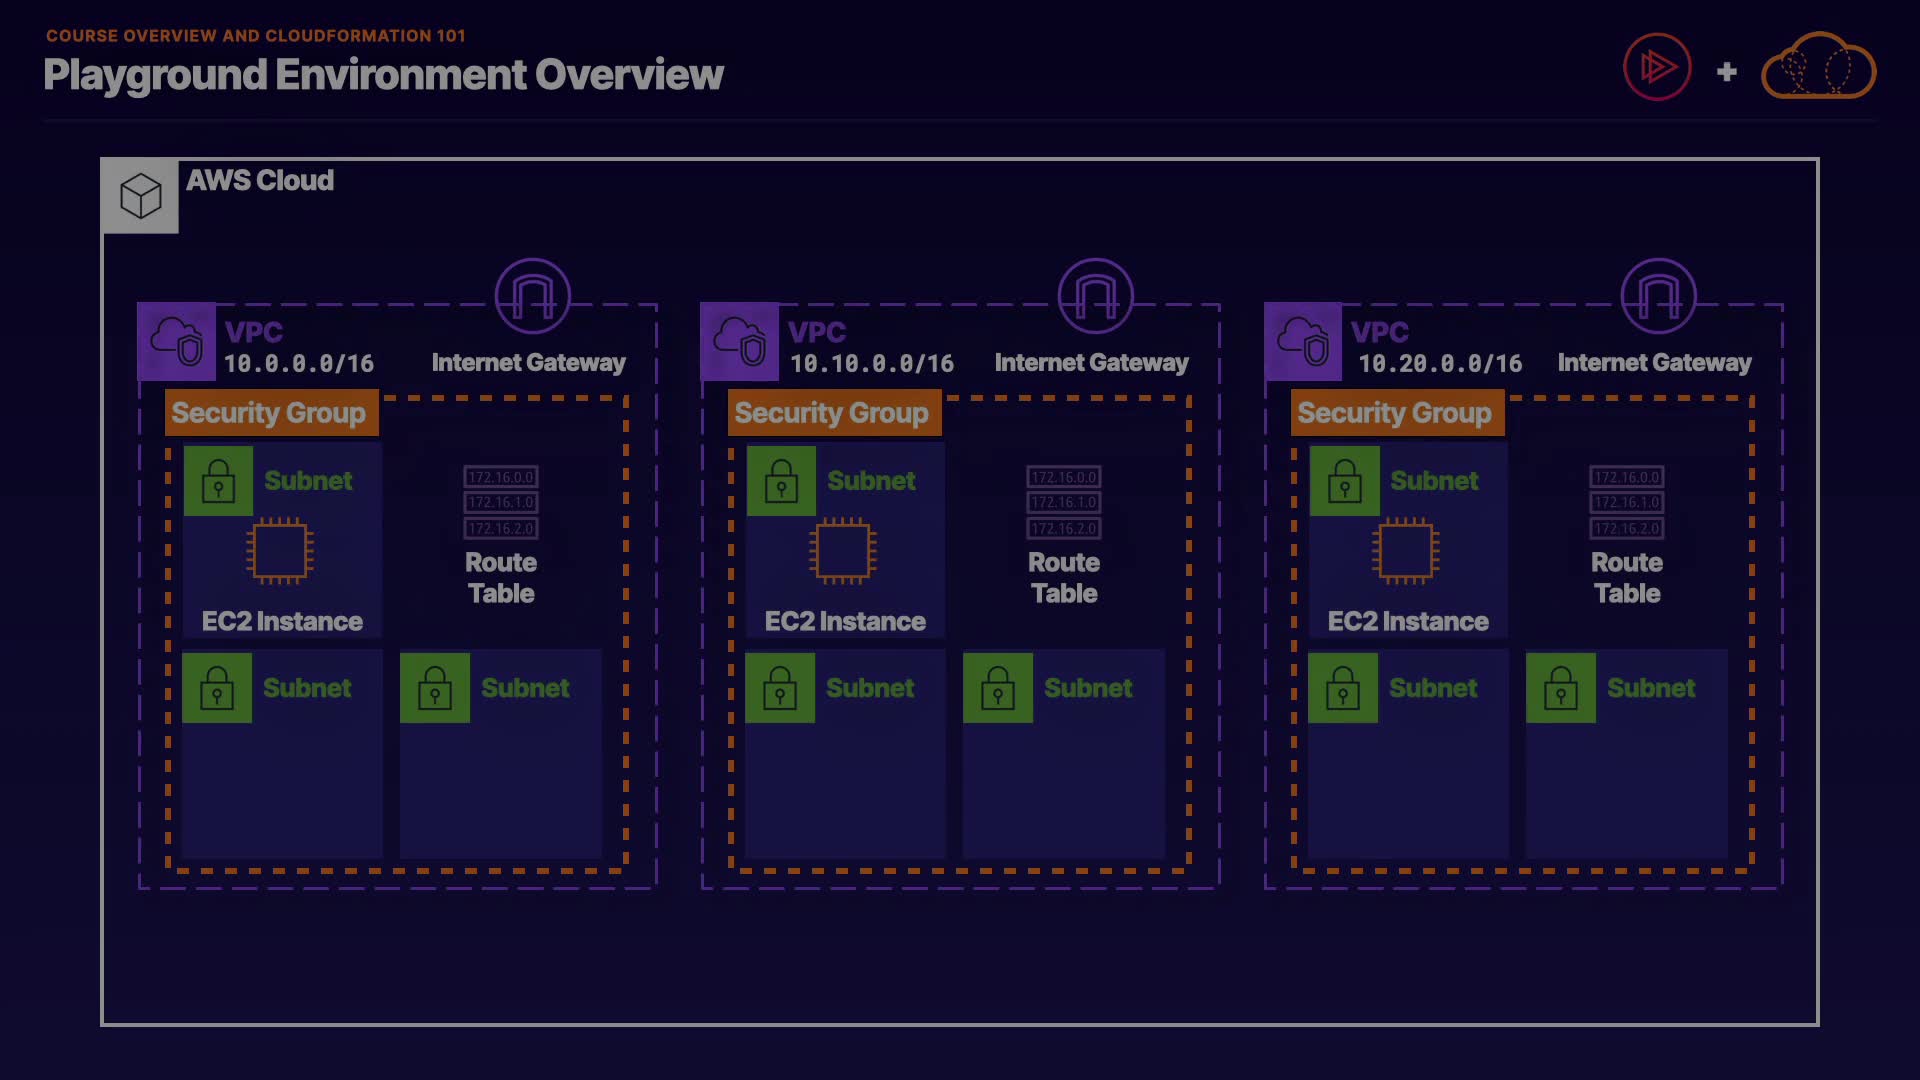 COURSE OVERVIEW AND CLOUDFORMATION 101
Playground Environment Overview
AWS Cloud
VPC
10.0.0.0/16
Internet Gateway
Security Group
Subnet
172.16.0.0
172.16.1.0
172.16.2.0
Route
Table
EC2 Instance
Subnet
Subnet
VPC
10.10.0.0/16
Internet Gateway
Security Group
Subnet
172.16.0.0
172.16.1.0
172.16.2.0
Route
Table
EC2 Instance
Subnet
Subnet
VPC
10.20.0.0/16
Internet Gateway
Security Group
Subnet
172.16.0.0
172.16.1.0
172.16.2.0
Route
Table
EC2 Instance
Subnet
Subnet